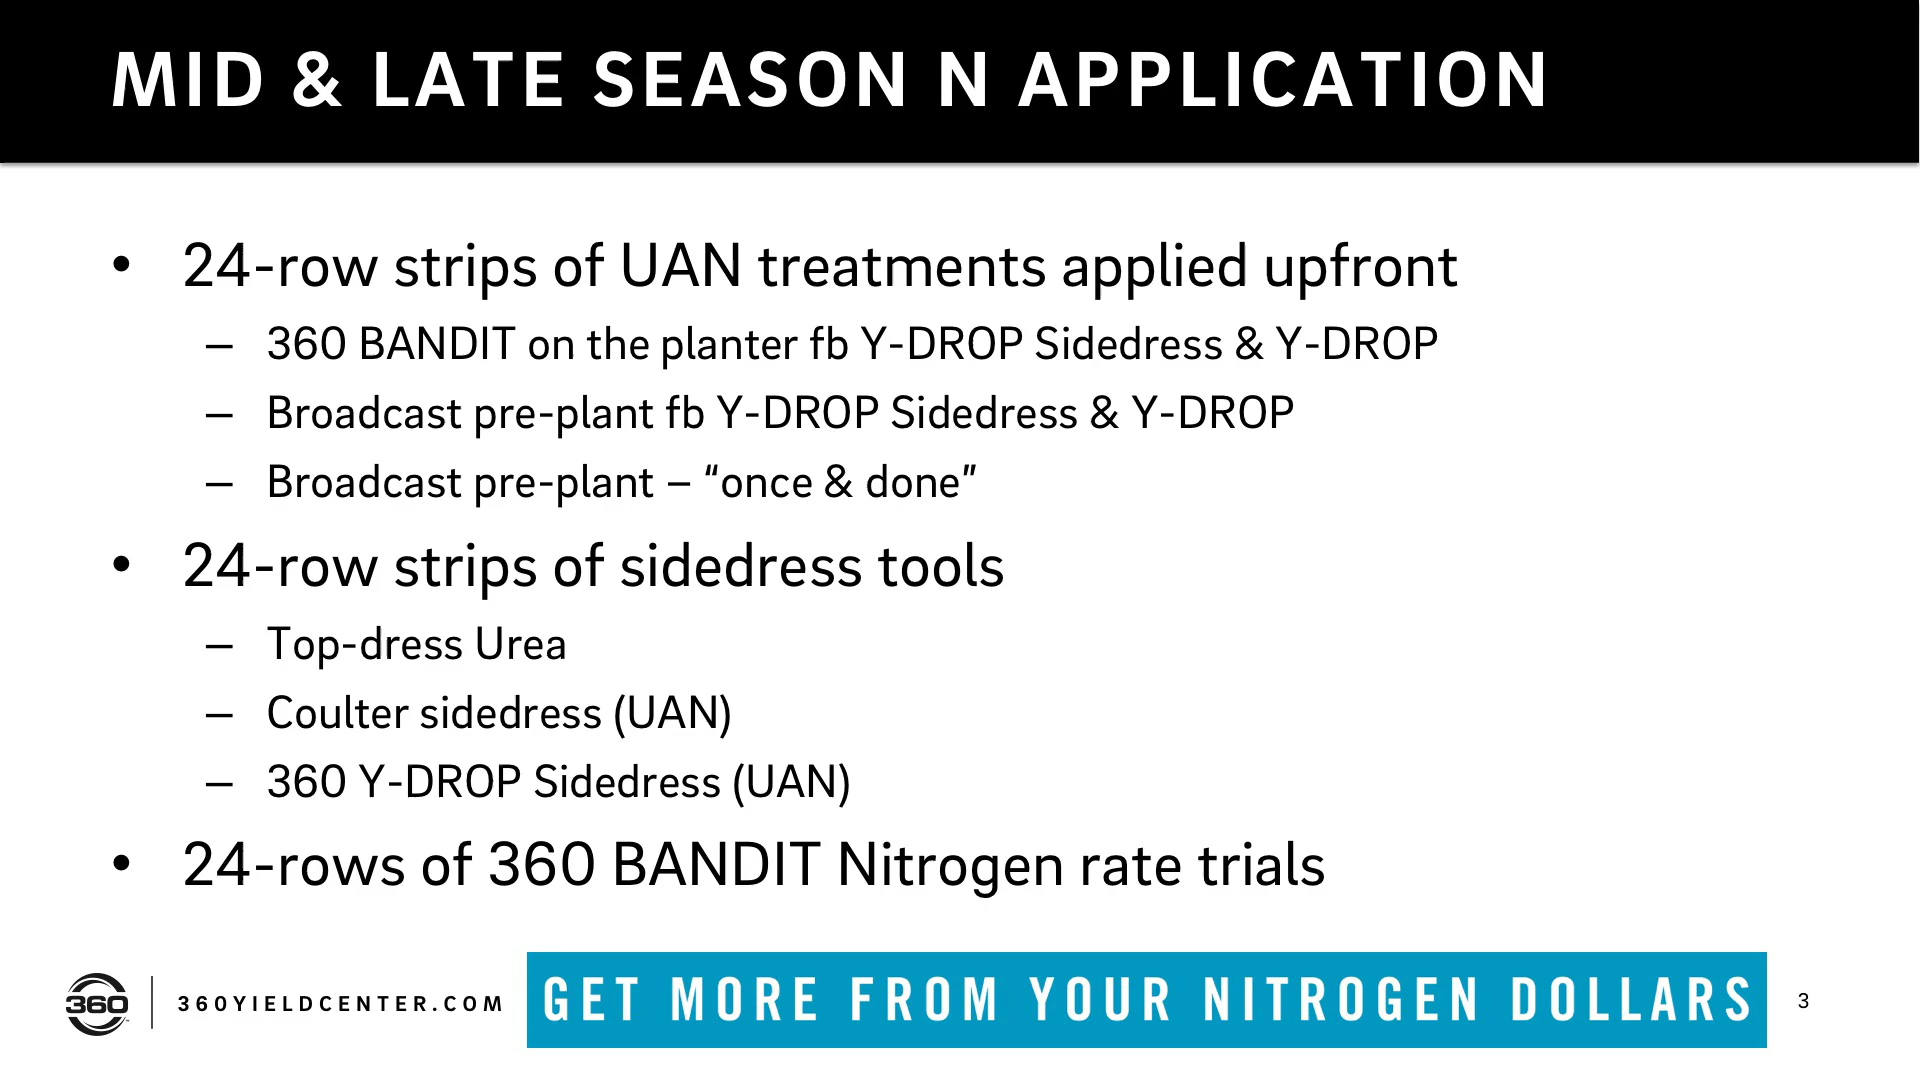 MID & LATE SEASON N APPLICATION
• 24-row strips of UAN treatments applied upfront
– 360 BANDIT on the planter fb Y-DROP Sidedress & Y-DROP
– Broadcast pre-plant fb Y-DROP Sidedress & Y-DROP
– Broadcast pre-plant – “once & done”
• 24-row strips of sidedress tools
– Top-dress Urea
– Coulter sidedress (UAN)
– 360 Y-DROP Sidedress (UAN)
• 24-rows of 360 BANDIT Nitrogen rate trials
360
360YIELDCENTER.COM
GET MORE FROM YOUR NITROGEN DOLLARS
3